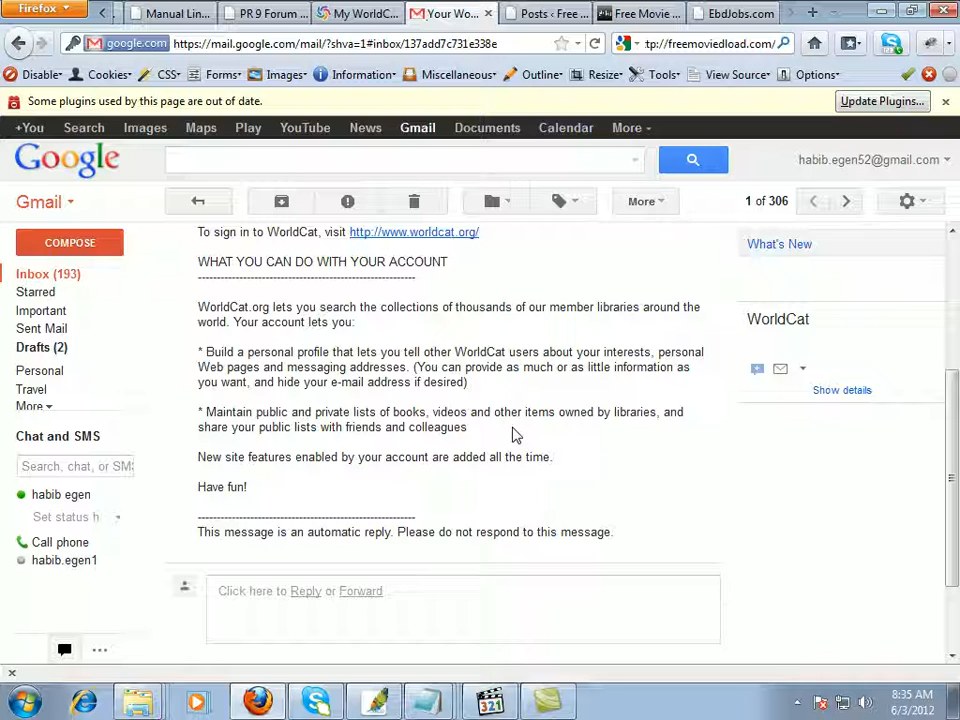 Firefox
Manual Lin...
PR 9 Forum ...
My WorldC...
Your Wo...
Posts ‹ Free ...
Free Movie ...
EbdJobs.com
google.com
https://mail.google.com/mail/?shva=1#inbox/137add7c731e338e
tp://freemoviedload.com/
Disable
Cookies
CSS
Forms
Images
Information
Miscellaneous
Outline
Resize
Tools
View Source
Options
Some plugins used by this page are out of date.
Update Plugins...
+You
Search
Images
Maps
Play
YouTube
News
Gmail
Documents
Calendar
More
Google
habib.egen52@gmail.com
Gmail
More
1 of 306
COMPOSE
Inbox (193)
Starred
Important
Sent Mail
Drafts (2)
Personal
Travel
More
Chat and SMS
Search, chat, or SMS
habib egen
Set status h
Call phone
habib.egen1
To sign in to WorldCat, visit http://www.worldcat.org/
WHAT YOU CAN DO WITH YOUR ACCOUNT
----------------------------------------------------------
WorldCat.org lets you search the collections of thousands of our member libraries around the
world. Your account lets you:
* Build a personal profile that lets you tell other WorldCat users about your interests, personal
Web pages and messaging addresses. (You can provide as much or as little information as
you want, and hide your e-mail address if desired)
* Maintain public and private lists of books, videos and other items owned by libraries, and
share your public lists with friends and colleagues
New site features enabled by your account are added all the time.
Have fun!
----------------------------------------------------------
This message is an automatic reply. Please do not respond to this message.
Click here to Reply or Forward
What's New
WorldCat
Show details
321
8:35 AM
6/3/2012